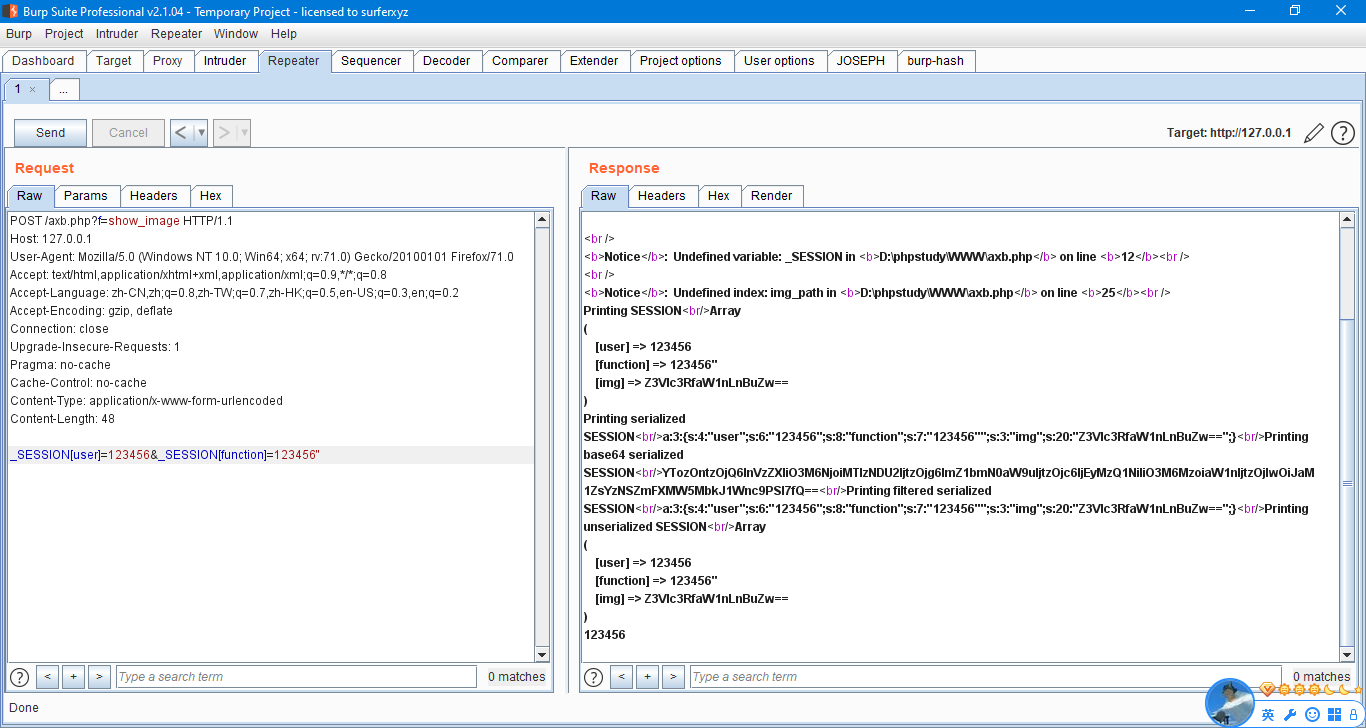 Burp Suite Professional v2.1.04 - Temporary Project - licensed to surferxyz
Burp Project Intruder Repeater Window Help
Dashboard Target Proxy Intruder Repeater Sequencer Decoder Comparer Extender Project options User options JOSEPH burp-hash
1 × ...
Send Cancel < | ▼ > | ▼ Target: http://127.0.0.1 ?
Request
Raw Params Headers Hex
POST /axb.php?f=show_image HTTP/1.1
Host: 127.0.0.1
User-Agent: Mozilla/5.0 (Windows NT 10.0; Win64; x64; rv:71.0) Gecko/20100101 Firefox/71.0
Accept: text/html,application/xhtml+xml,application/xml;q=0.9,*/*;q=0.8
Accept-Language: zh-CN,zh;q=0.8,zh-TW;q=0.7,zh-HK;q=0.5,en-US;q=0.3,en;q=0.2
Accept-Encoding: gzip, deflate
Connection: close
Upgrade-Insecure-Requests: 1
Pragma: no-cache
Cache-Control: no-cache
Content-Type: application/x-www-form-urlencoded
Content-Length: 48
_SESSION[user]=123456&_SESSION[function]=123456"
? < + > Type a search term 0 matches
Response
Raw Headers Hex Render
<br />
<b>Notice</b>:  Undefined variable: _SESSION in <b>D:\phpstudy\WWW\axb.php</b> on line <b>12</b><br />
<br />
<b>Notice</b>:  Undefined index: img_path in <b>D:\phpstudy\WWW\axb.php</b> on line <b>25</b><br />
Printing SESSION<br/>Array
(
[user] => 123456
[function] => 123456"
[img] => Z3Vlc3RfaW1nLnBuZw==
)
Printing serialized
SESSION<br/>a:3:{s:4:"user";s:6:"123456";s:8:"function";s:7:"123456"";s:3:"img";s:20:"Z3Vlc3RfaW1nLnBuZw==";}<br/>Printing
base64 serialized
SESSION<br/>YTozOntzOjQ6InVzZXIiO3M6NjoiMTIzNDU2IjtzOjg6ImZ1bmN0aW9uIjtzOjc6IjEyMzQ1NiIiO3M6MzoiaW1nIjtzOjIwOiJaM
1ZsYzNSZmFXMW5MbkJ1Wnc9PSI7fQ==<br/>Printing filtered serialized
SESSION<br/>a:3:{s:4:"user";s:6:"123456";s:8:"function";s:7:"123456"";s:3:"img";s:20:"Z3Vlc3RfaW1nLnBuZw==";}<br/>Printing
unserialized SESSION<br/>Array
(
[user] => 123456
[function] => 123456"
[img] => Z3Vlc3RfaW1nLnBuZw==
)
123456
? < + > Type a search term 0 matches
Done
英